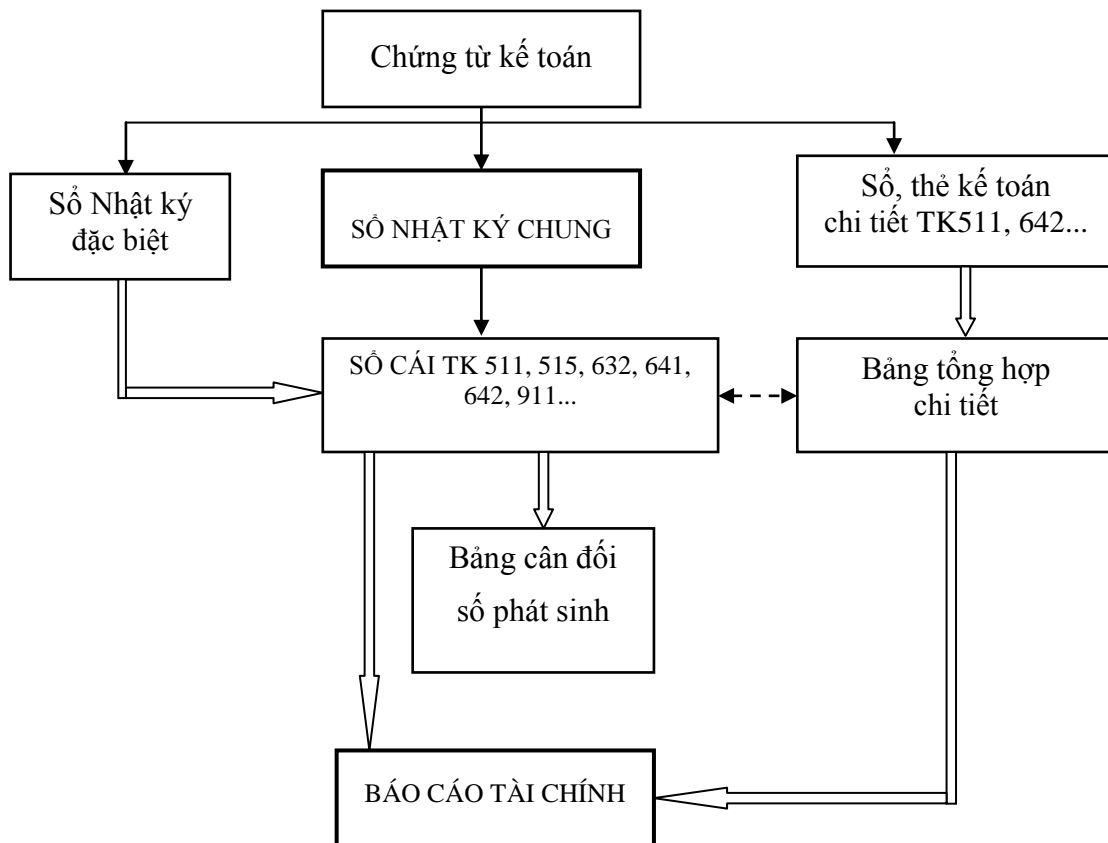 Chứng từ kế toán
Sổ Nhật ký
đặc biệt
SỔ NHẬT KÝ CHUNG
Sổ, thẻ kế toán
chi tiết TK511, 642...
SỔ CÁI TK 511, 515, 632, 641,
642, 911...
Bảng tổng hợp
chi tiết
Bảng cân đối
số phát sinh
BÁO CÁO TÀI CHÍNH